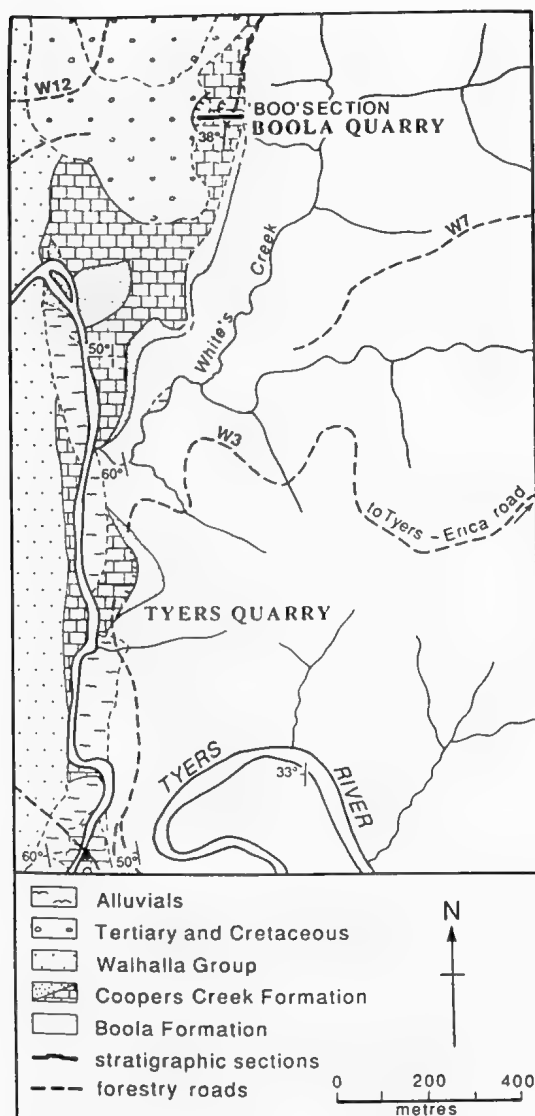 W12
'BOO' SECTION
38°
BOOLA QUARRY
W7
White's Creek
50°
W3
60°
to Tyers - Erica road
TYERS QUARRY
TYERS RIVER
33°
60°
50°
Alluvials
Tertiary and Cretaceous
Walhalla Group
Coopers Creek Formation
Boola Formation
stratigraphic sections
forestry roads
N
0 200 400
metres